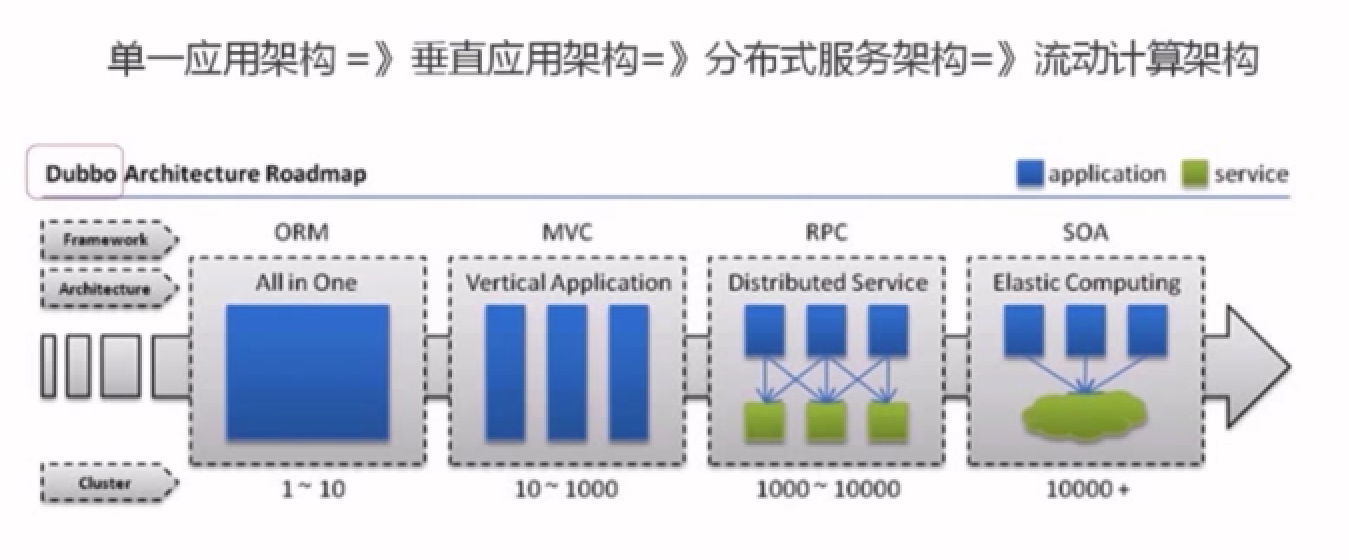 单一应用架构 =》垂直应用架构=》分布式服务架构=》流动计算架构
Dubbo Architecture Roadmap
application service
Framework ORM MVC RPC SOA
Architecture All in One Vertical Application Distributed Service Elastic Computing
Cluster 1 ~ 10 10 ~ 1000 1000 ~ 10000 10000 +